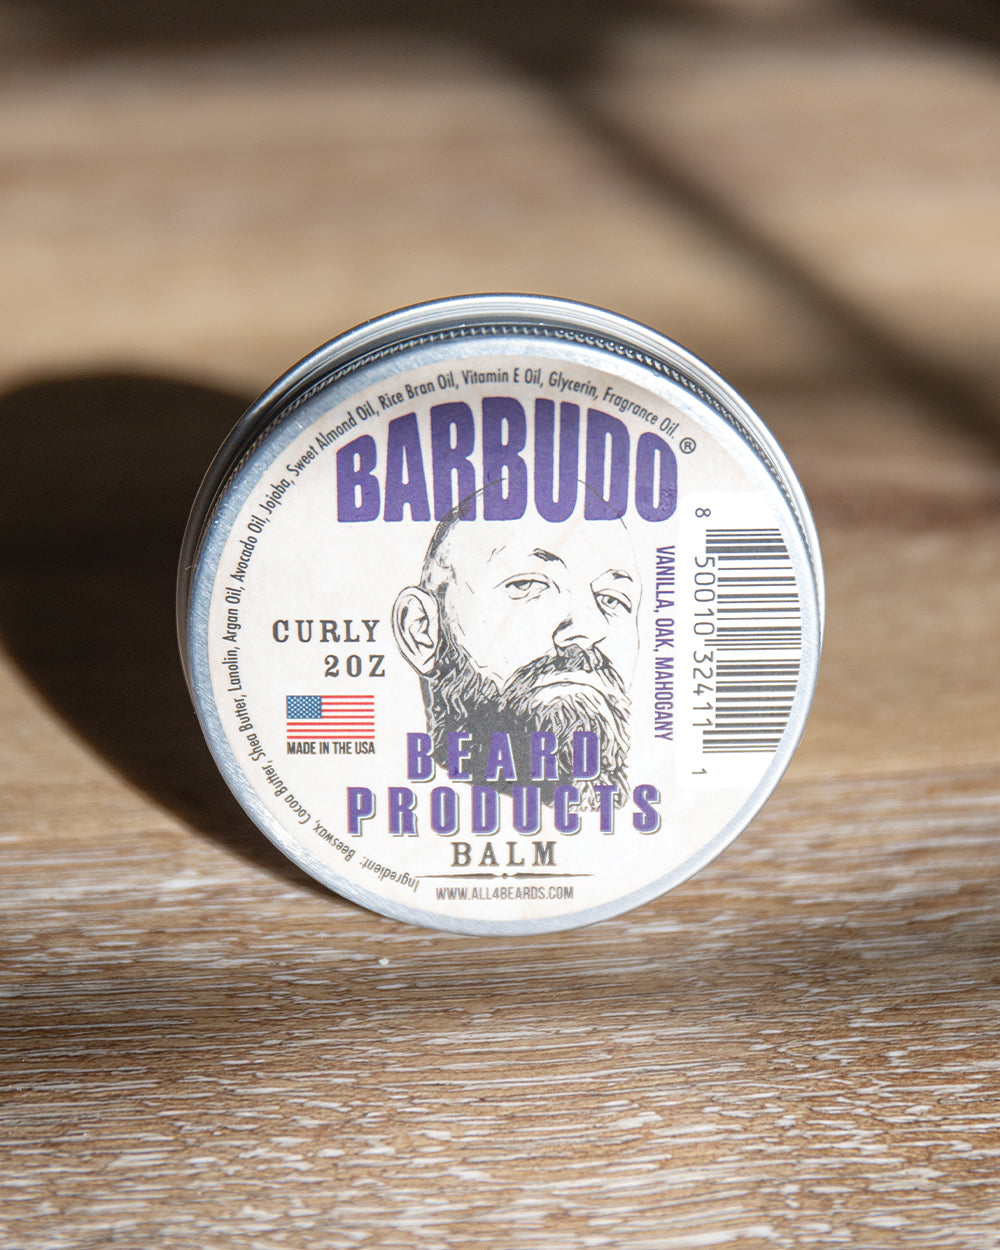 Ingredient: Beeswax, Cocoa Butter, Shea Butter, Lanolin, Argan Oil, Avocado Oil, Jojoba, Sweet Almond Oil, Rice Bran Oil, Vitamin E Oil, Glycerin, Fragrance Oil.
BARBUDO®
CURLY
2OZ
MADE IN THE USA
VANILLA, OAK, MAHOGANY
8 50010 32411 1
BEARD
PRODUCTS
BALM
WWW.ALL4BEARDS.COM